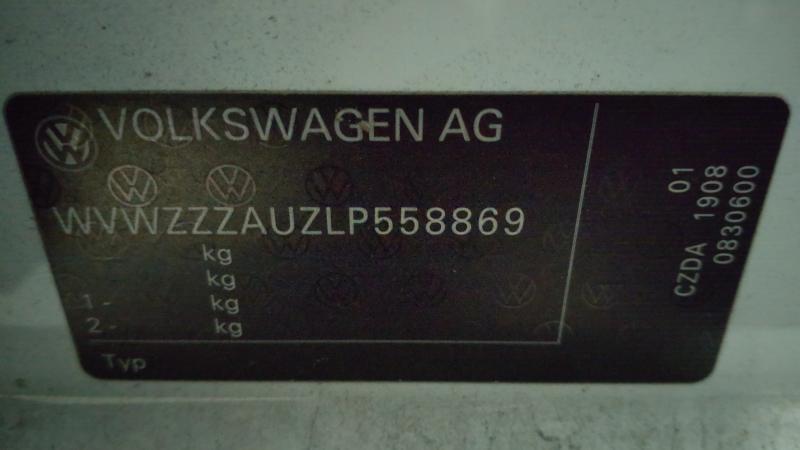 VOLKSWAGEN AG
WVWZZZAUZLP558869
kg
kg
1- kg
2- kg
Typ
01
CZDA 1908
0830600